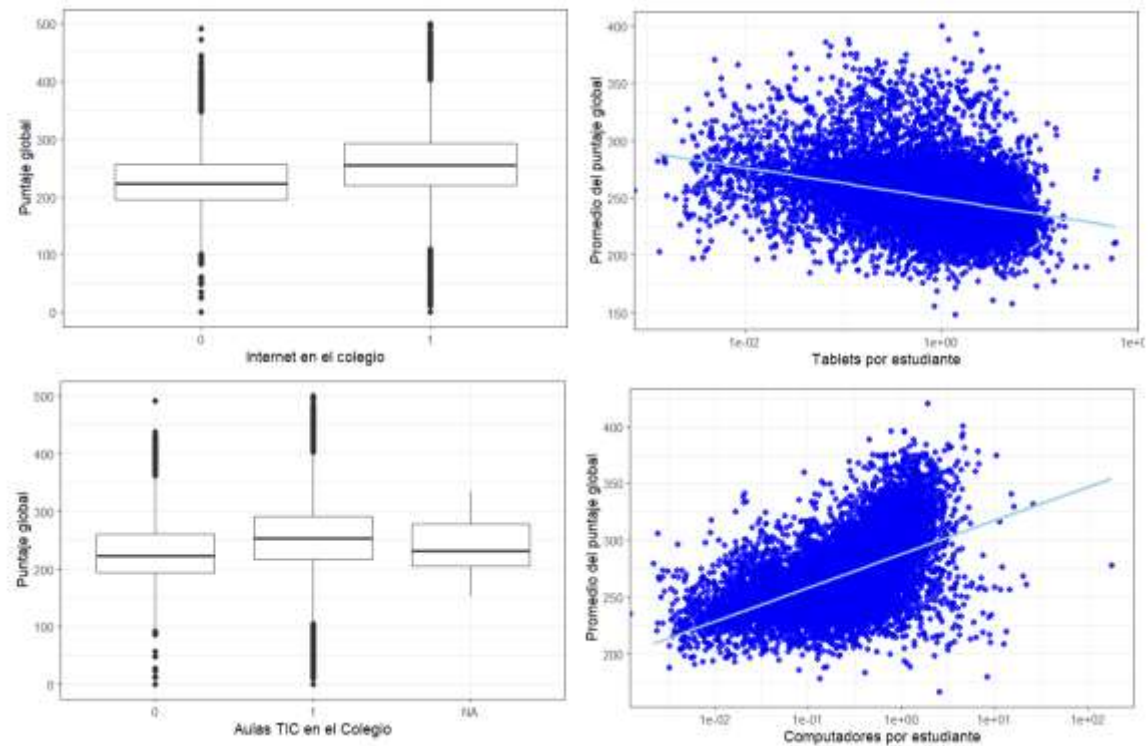 Puntaje global
500
400
300
200
100
0
0
1
Internet en el colegio
Promedio del puntaje global
400
350
300
250
200
150
1e-02
1e+00
Tablets por estudiante
Puntaje global
500
400
300
200
100
0
0
1
NA
Aulas TIC en el Colegio
Promedio del puntaje global
400
350
300
250
200
1e-02
1e-01
1e+00
1e+01
1e+02
Computadores por estudiante